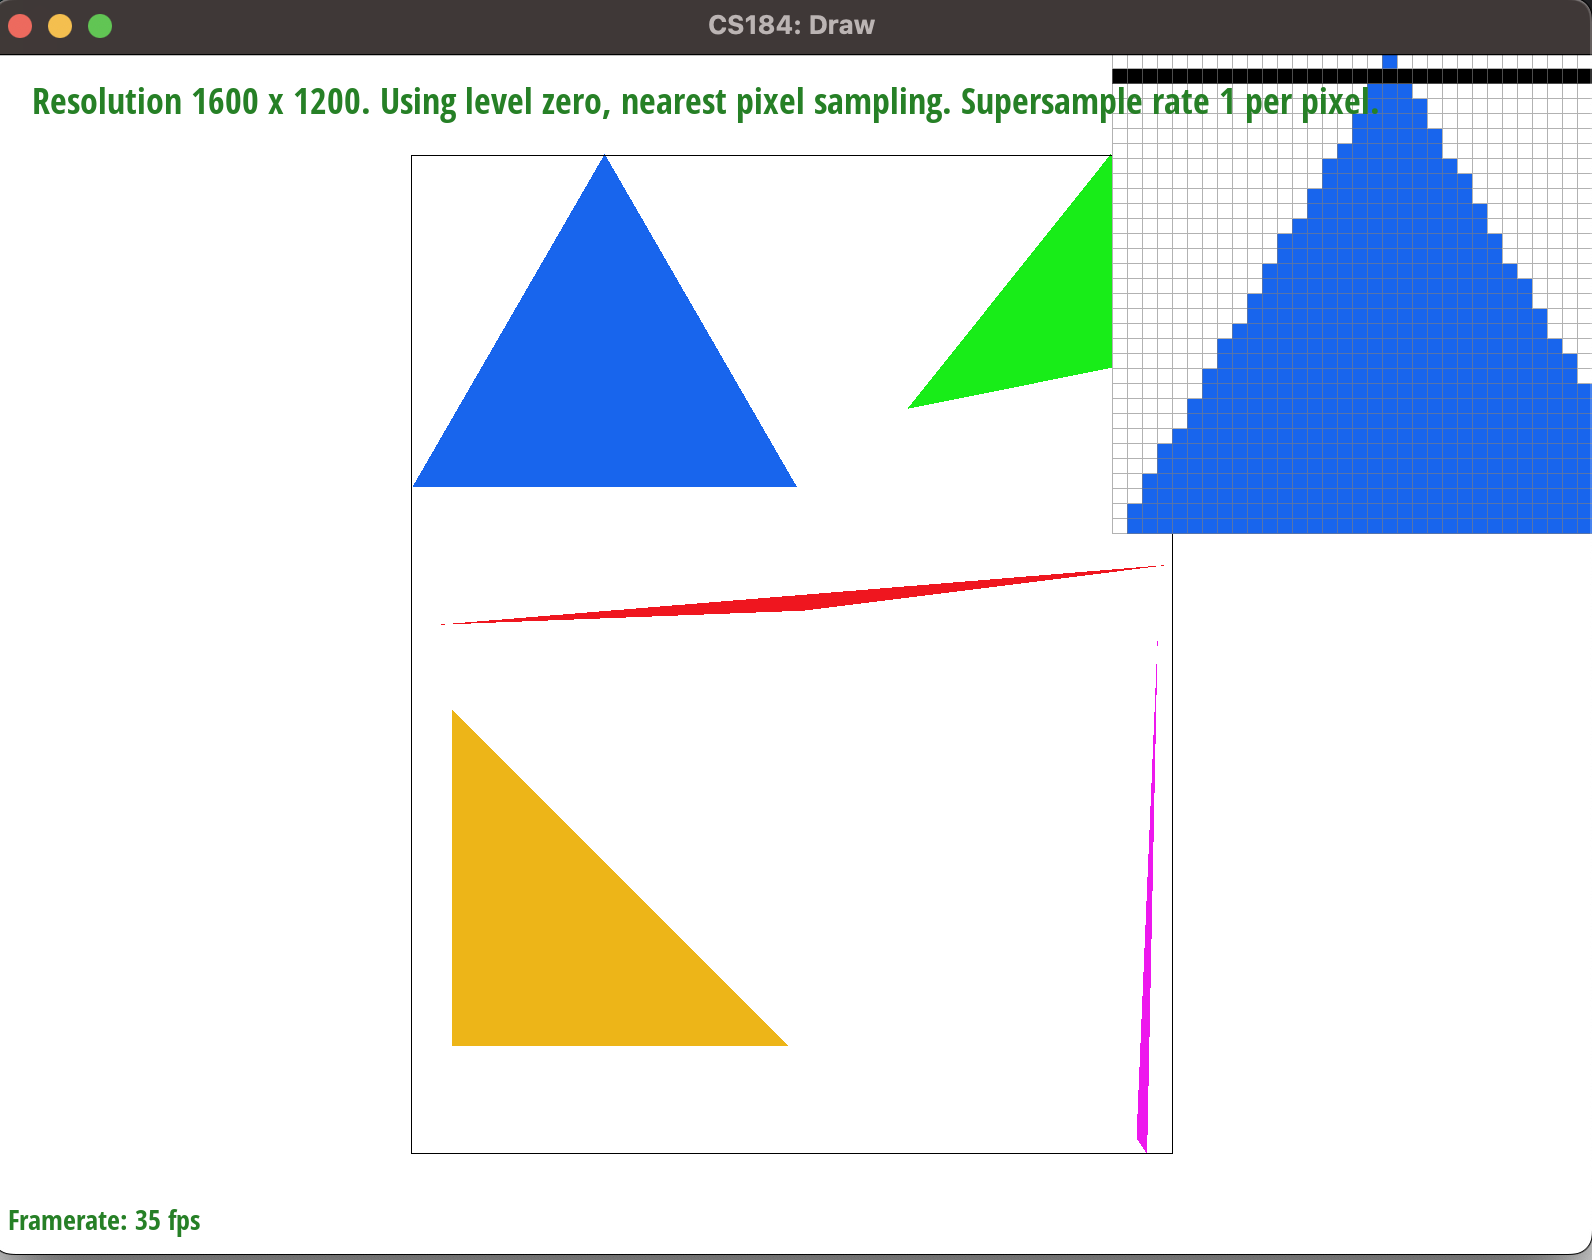 CS184: Draw
Resolution 1600 x 1200. Using level zero, nearest pixel sampling. Supersample rate 1 per pixel.
Framerate: 35 fps